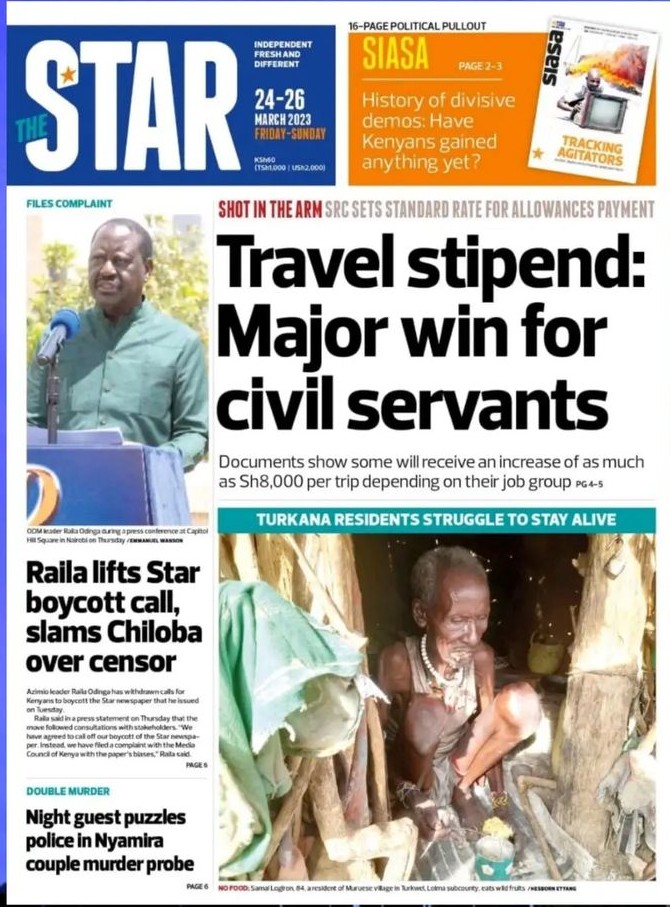 THE STAR
INDEPENDENT
FRESH AND
DIFFERENT
24-26
MARCH 2023
FRIDAY-SUNDAY
KSh60
(TSh1,000 | USh2,000)
16-PAGE POLITICAL PULLOUT
SIASA
PAGE 2-3
History of divisive
demos: Have
Kenyans gained
anything yet?
siasa
TRACKING
AGITATORS
FILES COMPLAINT
ODM leader Raila Odinga during a press conference at Capitol
Hill Square in Nairobi on Thursday /EMMANUEL WANSON
Raila lifts Star
boycott call,
slams Chiloba
over censor
Azimio leader Raila Odinga has withdrawn calls for
Kenyans to boycott the Star newspaper that he issued
on Tuesday.
Raila said in a press statement on Thursday that the
move followed consultations with stakeholders. "We
have agreed to call off our boycott of the Star newspa-
per. Instead, we have filed a complaint with the Media
Council of Kenya with the paper's biases," Raila said.
PAGE 6
DOUBLE MURDER
Night guest puzzles
police in Nyamira
couple murder probe
PAGE 6
SHOT IN THE ARM SRC SETS STANDARD RATE FOR ALLOWANCES PAYMENT
Travel stipend:
Major win for
civil servants
Documents show some will receive an increase of as much
as Sh8,000 per trip depending on their job group PG 4-5
TURKANA RESIDENTS STRUGGLE TO STAY ALIVE
NO FOOD: Samal Logiron, 84, a resident of Muruese village in Turkwel, Loima subcounty, eats wild fruits /HESBORN ETYANG